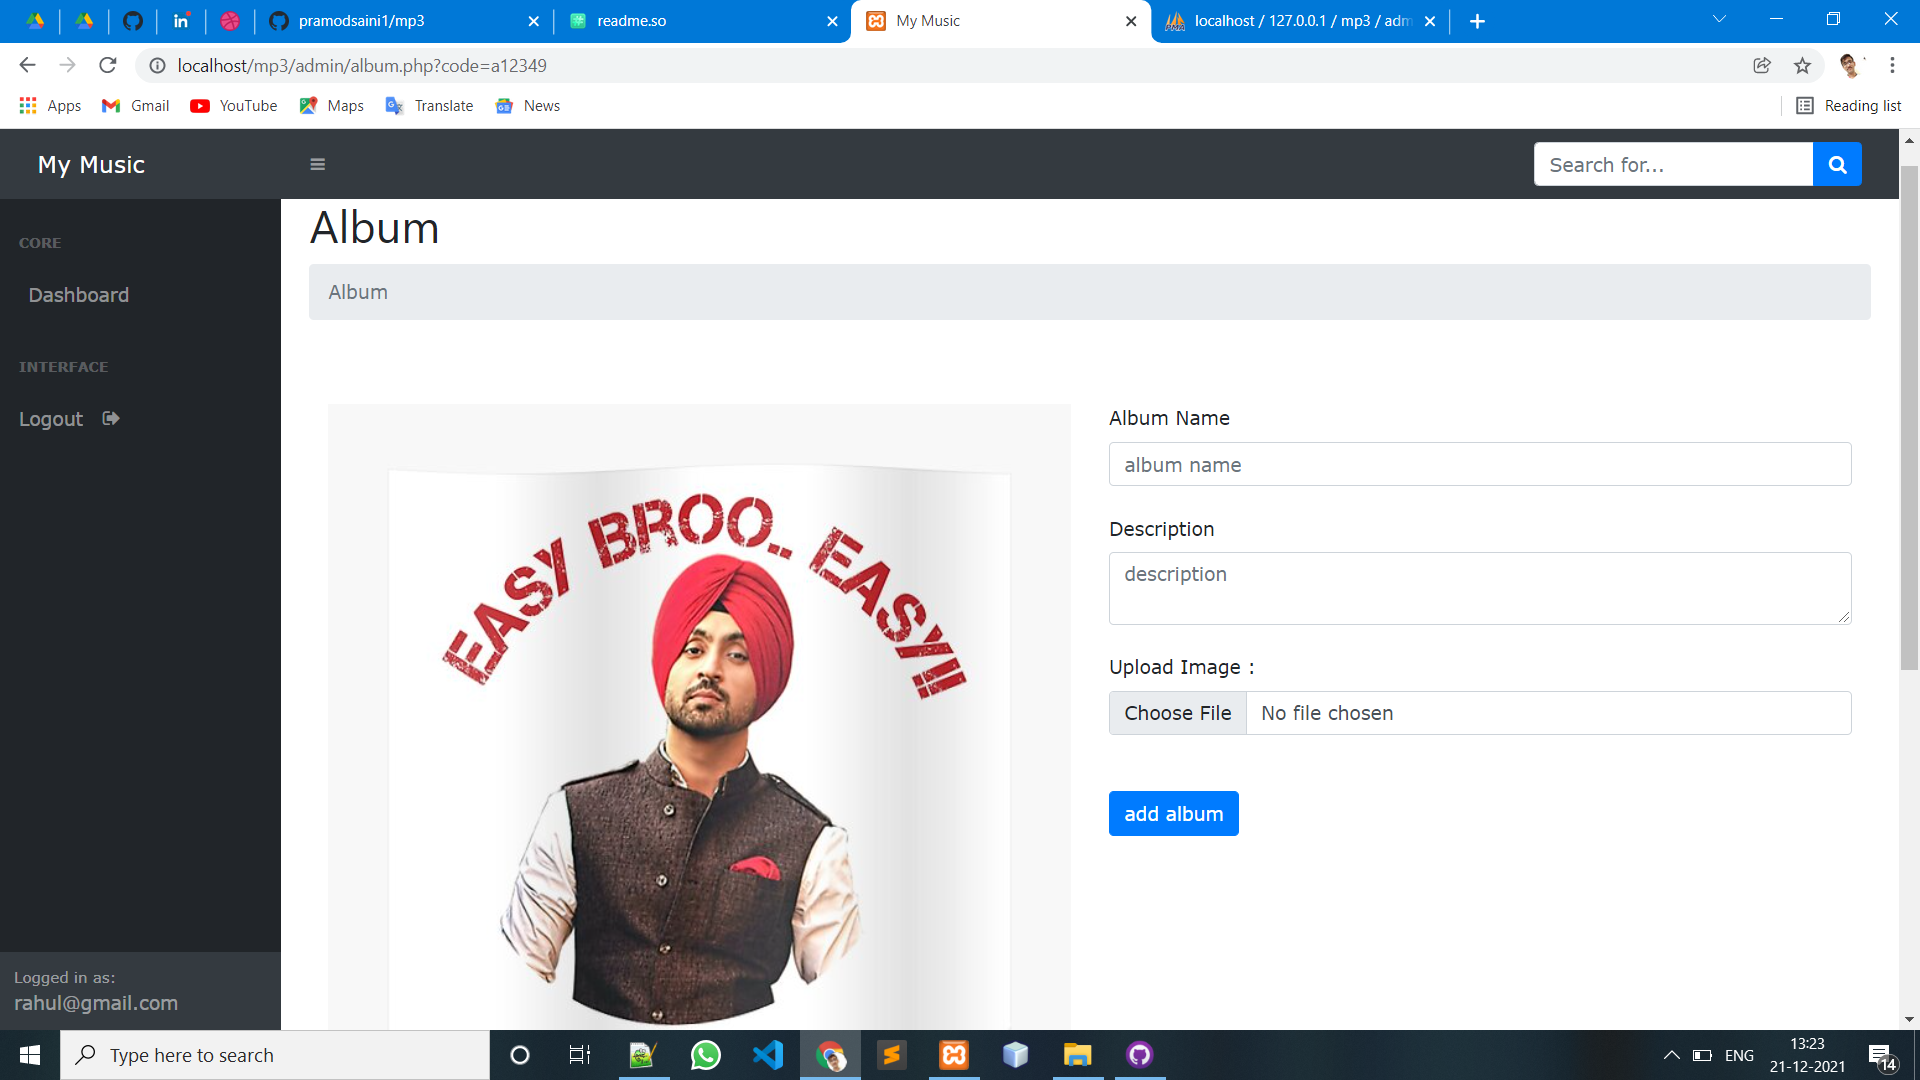 pramodsaini1/mp3
readme.so
My Music
localhost / 127.0.0.1 / mp3 / adm
localhost/mp3/admin/album.php?code=a12349
Apps
Gmail
YouTube
Maps
Translate
News
Reading list
My Music
Search for...
CORE
Dashboard
INTERFACE
Logout
Logged in as:
rahul@gmail.com
Album
Album
EASY BROO.. EASY!!
Album Name
album name
Description
description
Upload Image :
Choose File No file chosen
add album
Type here to search
ENG
13:23
21-12-2021
14